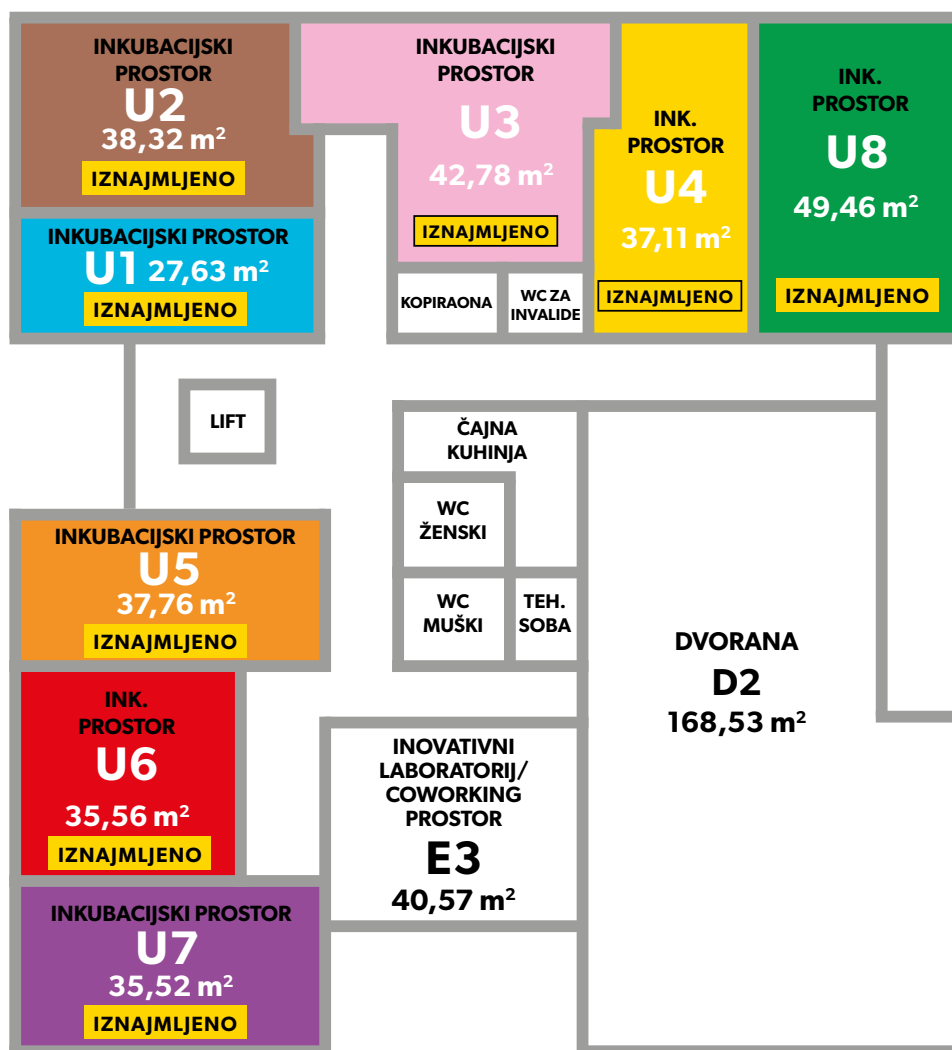 INKUBACIJSKI
PROSTOR
U2
38,32 m²
IZNAJMLJENO
INKUBACIJSKI
PROSTOR
U3
42,78 m²
IZNAJMLJENO
INK.
PROSTOR
U4
37,11 m²
IZNAJMLJENO
INK.
PROSTOR
U8
49,46 m²
IZNAJMLJENO
INKUBACIJSKI PROSTOR
U1 27,63 m²
IZNAJMLJENO
KOPIRAONA
WC ZA
INVALIDE
LIFT
ČAJNA
KUHINJA
WC
ŽENSKI
WC
MUŠKI
TEH.
SOBA
INKUBACIJSKI PROSTOR
U5
37,76 m²
IZNAJMLJENO
DVORANA
D2
168,53 m²
INK.
PROSTOR
U6
35,56 m²
IZNAJMLJENO
INOVATIVNI
LABORATORIJ/
COWORKING
PROSTOR
E3
40,57 m²
INKUBACIJSKI PROSTOR
U7
35,52 m²
IZNAJMLJENO